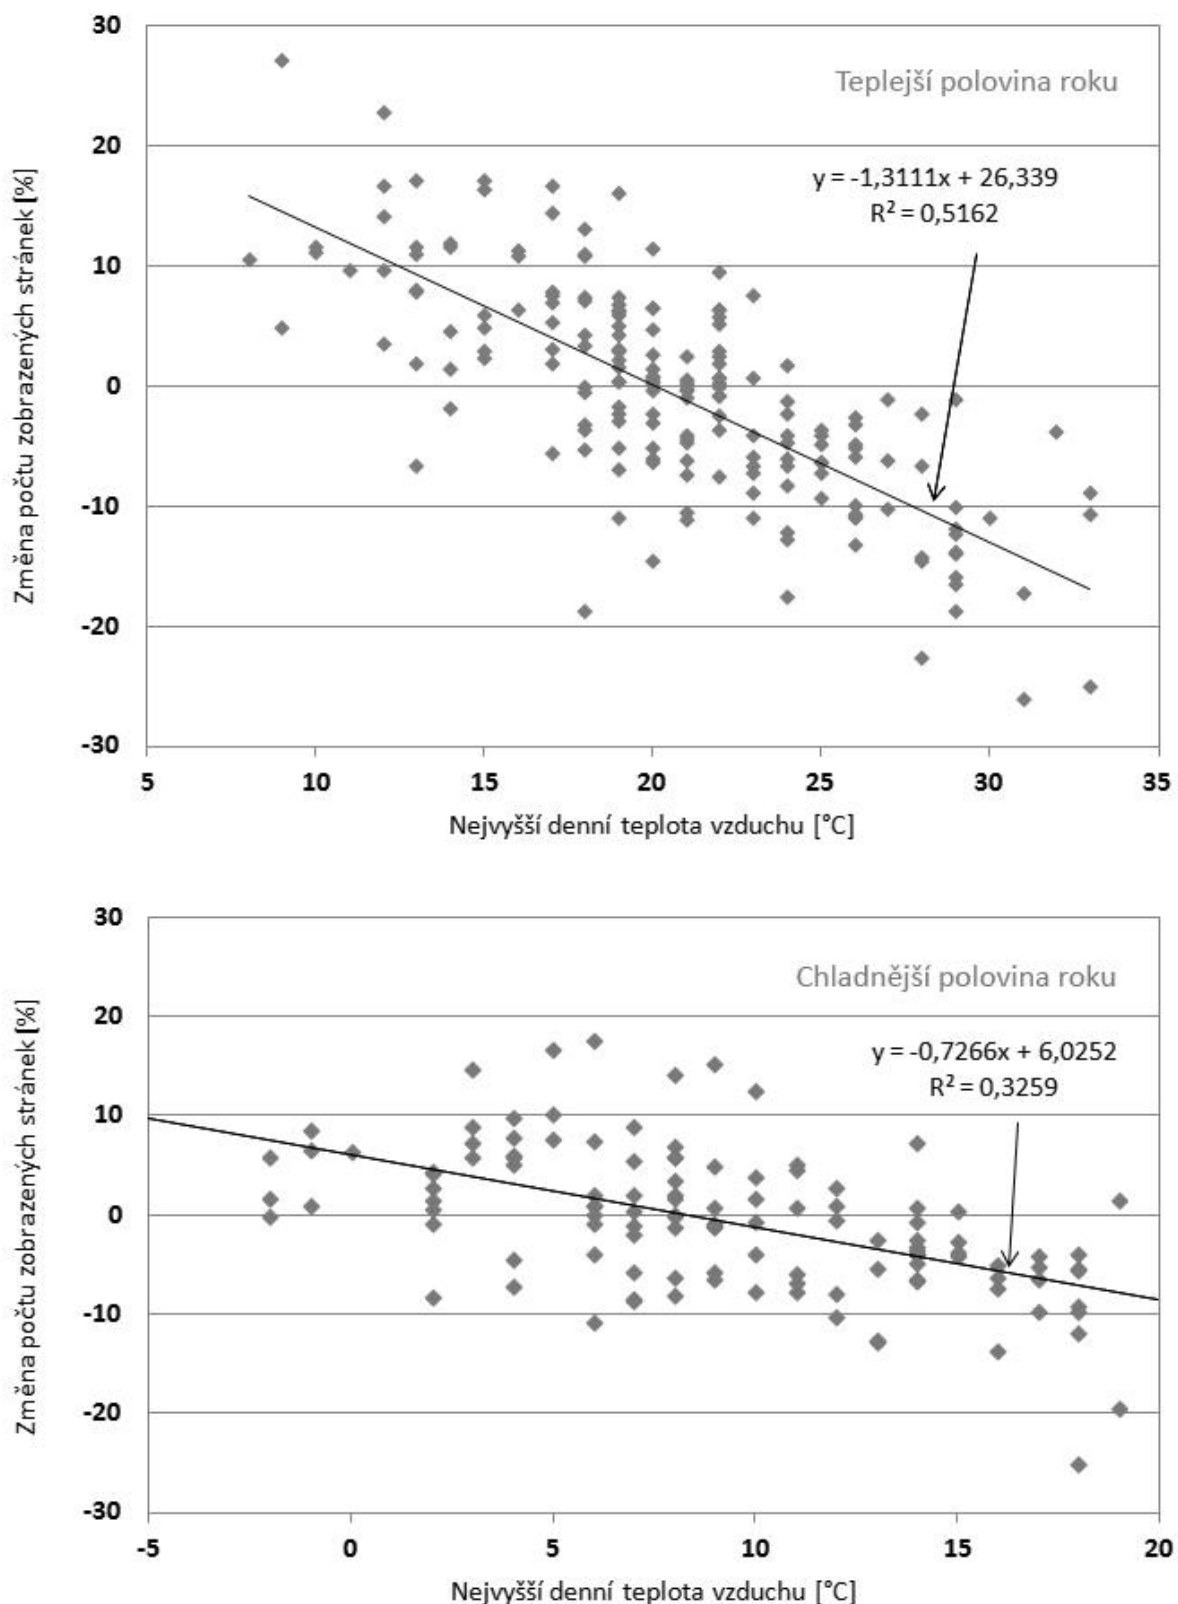 30
Teplejší polovina roku
20
y = -1,3111x + 26,339
R² = 0,5162
10
0
-10
-20
-30
5 10 15 20 25 30 35
Změna počtu zobrazených stránek [%]
Nejvyšší denní teplota vzduchu [°C]
30
Chladnější polovina roku
20
y = -0,7266x + 6,0252
R² = 0,3259
10
0
-10
-20
-30
-5 0 5 10 15 20
Změna počtu zobrazených stránek [%]
Nejvyšší denní teplota vzduchu [°C]